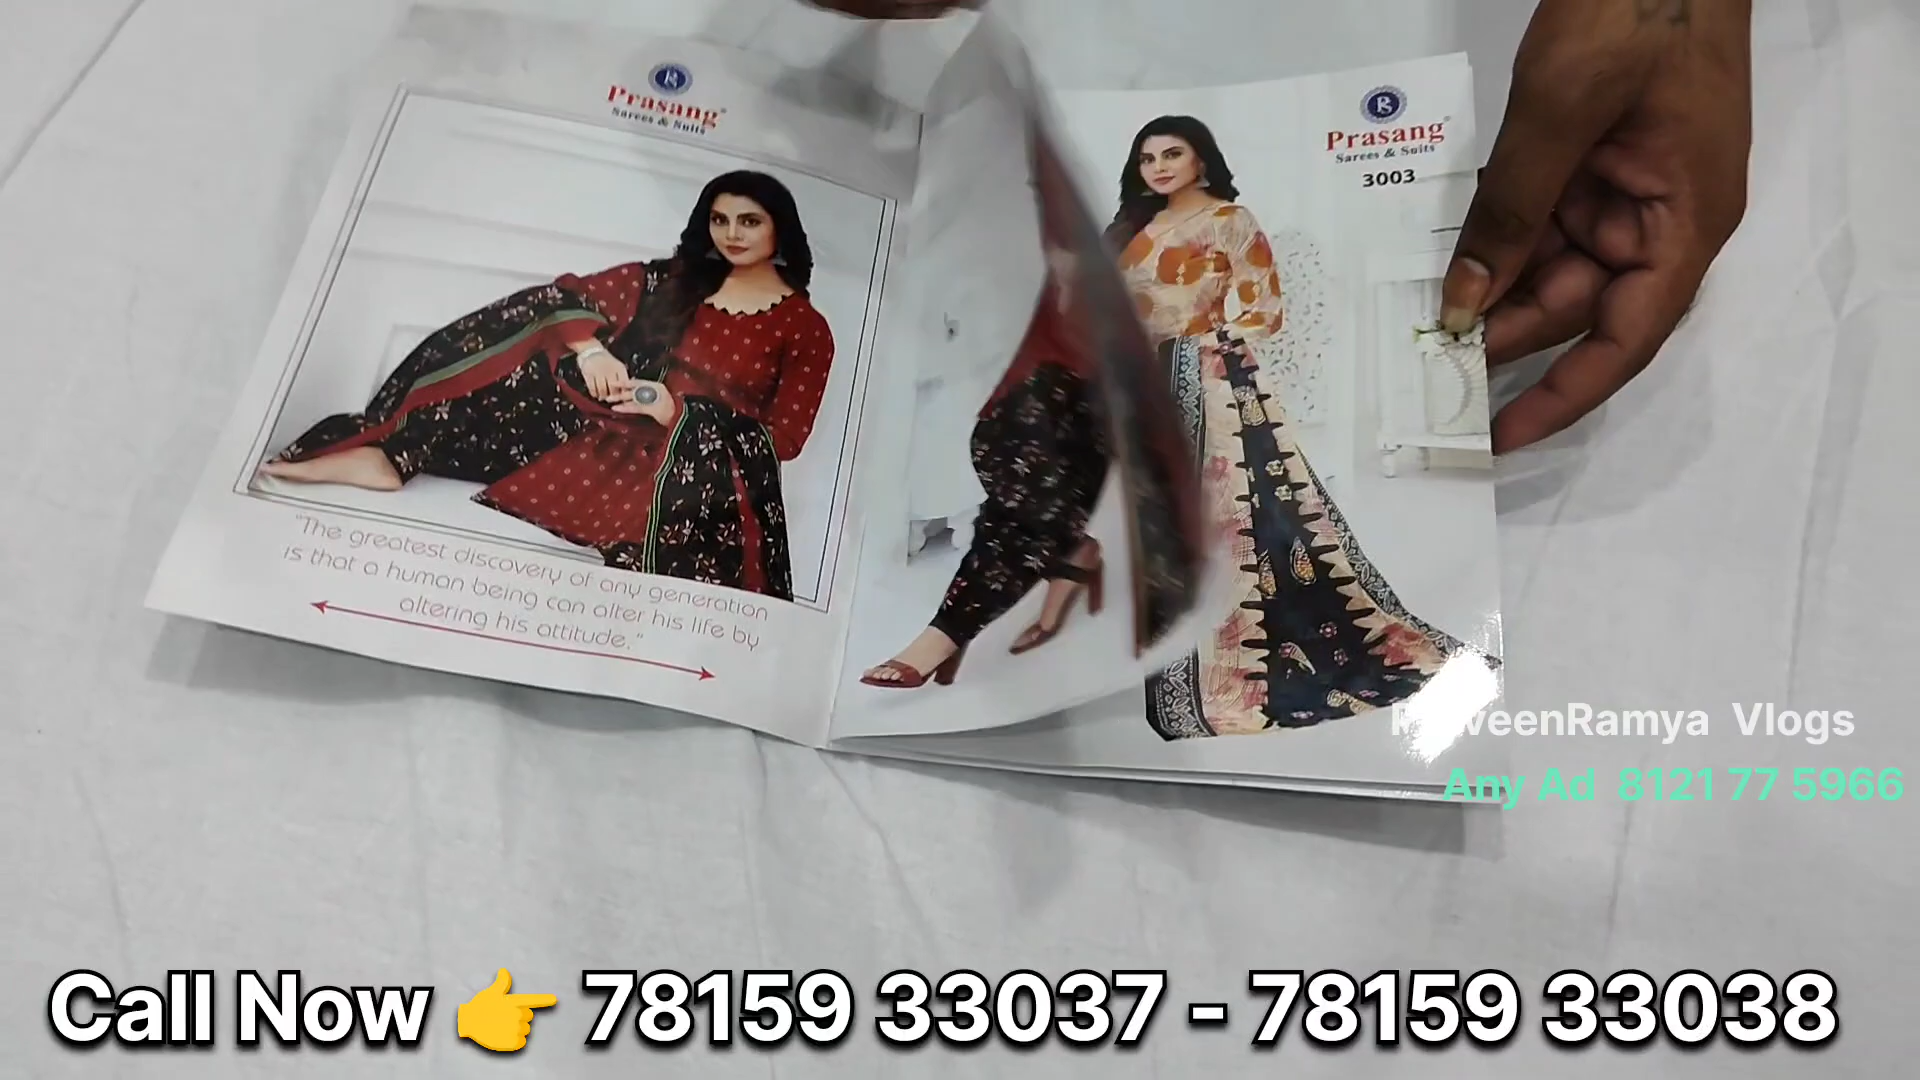 Prasang
Sarees & Suits
"The greatest discovery of any generation
is that a human being can alter his life by
altering his attitude."
Prasang
Sarees & Suits
3003
Vlogs
Any Ad 8121 77 5966
Call Now 👉 78159 33037 - 78159 33038